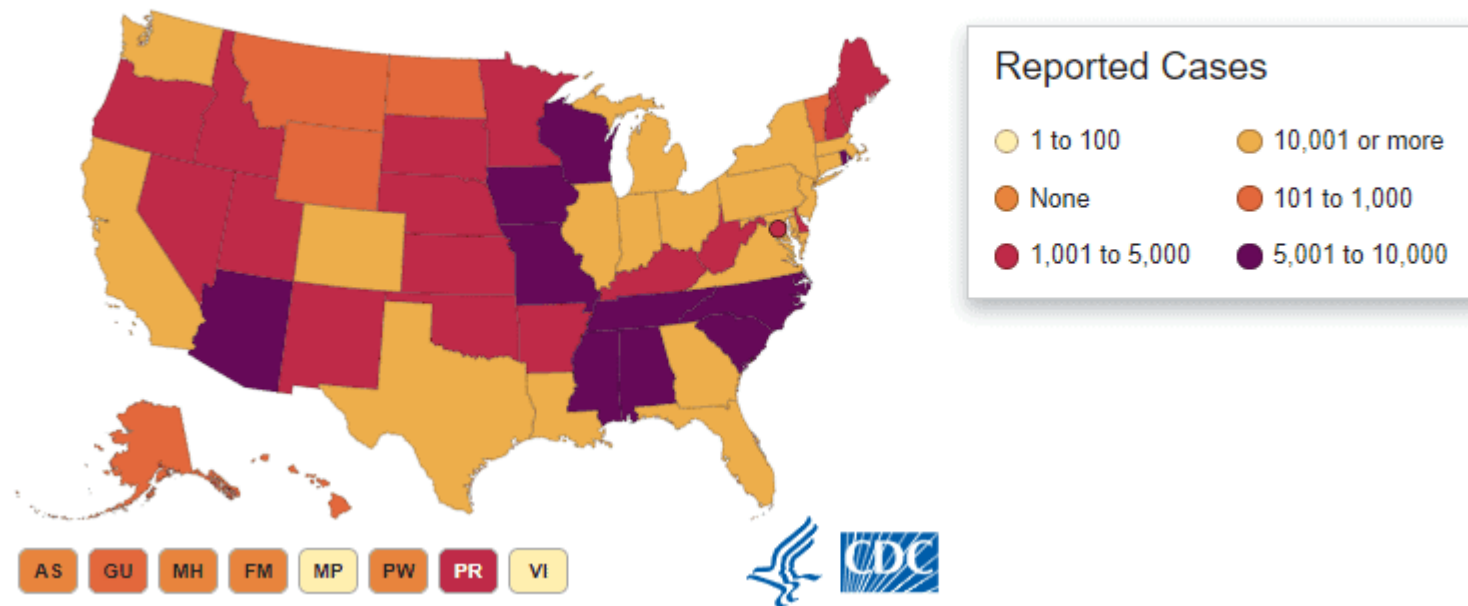 Reported Cases
1 to 100
10,001 or more
None
101 to 1,000
1,001 to 5,000
5,001 to 10,000
AS GU MH FM MP PW PR VI
CDC